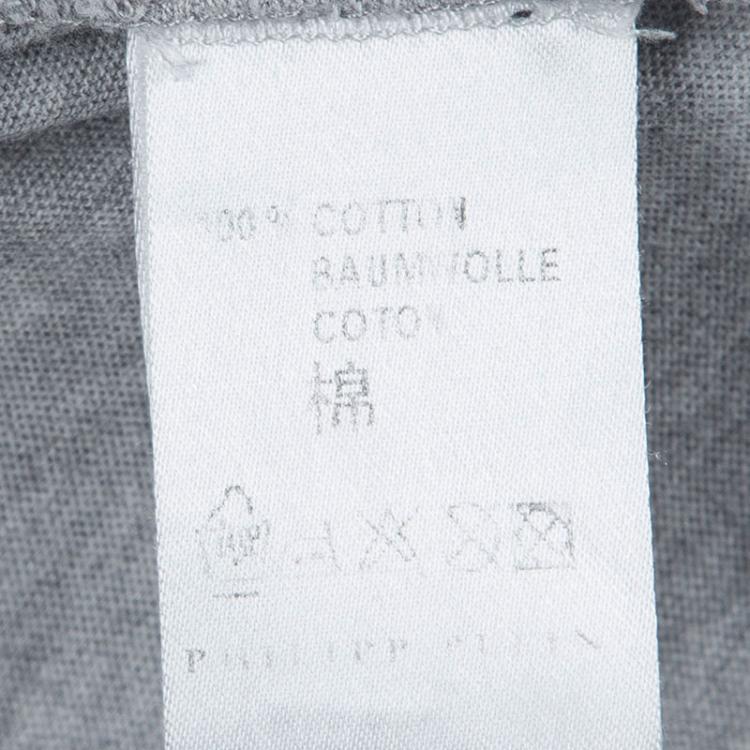 100% COTTON
BAUMWOLLE
COTON
棉
PHILIPP PLEIN